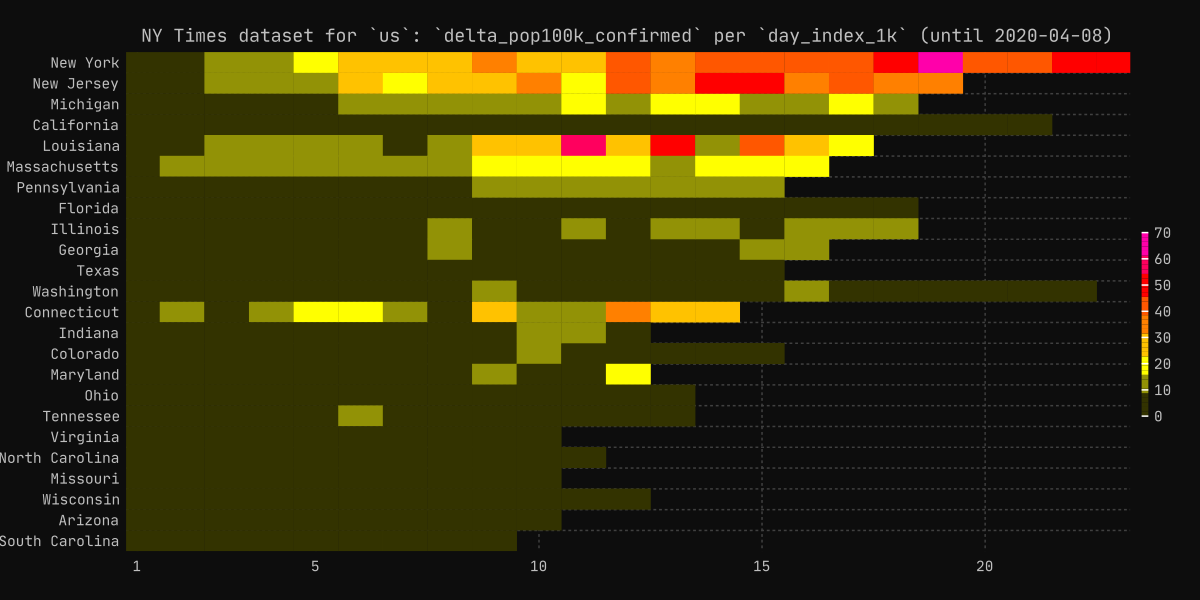 NY Times dataset for `us`: `delta_pop100k_confirmed` per `day_index_1k` (until 2020-04-08)
New York
New Jersey
Michigan
California
Louisiana
Massachusetts
Pennsylvania
Florida
Illinois
Georgia
Texas
Washington
Connecticut
Indiana
Colorado
Maryland
Ohio
Tennessee
Virginia
North Carolina
Missouri
Wisconsin
Arizona
South Carolina
1 5 10 15 20
70
60
50
40
30
20
10
0